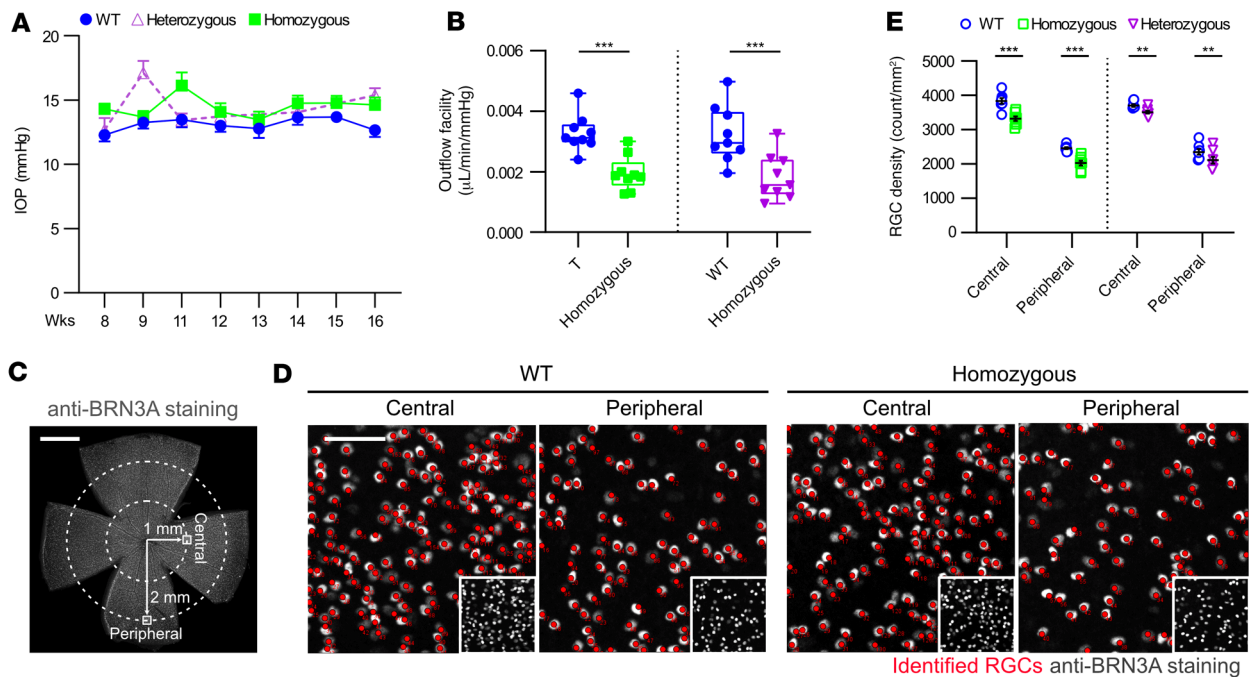 A
WT Heterozygous Homozygous
IOP (mmHg)
20
15
10
5
0
Wks 8 9 11 12 13 14 15 16
B
Outflow facility
(μL/min/mmHg)
0.006
0.004
0.002
0.000
*** ***
T Homozygous WT Homozygous
E
WT Homozygous Heterozygous
RGC density (count/mm²)
5000
4000
3000
2000
1000
0
*** *** ** **
Central Peripheral Central Peripheral
C
anti-BRN3A staining
1 mm
Central
2 mm
Peripheral
D
WT Homozygous
Central Peripheral Central Peripheral
Identified RGCs anti-BRN3A staining